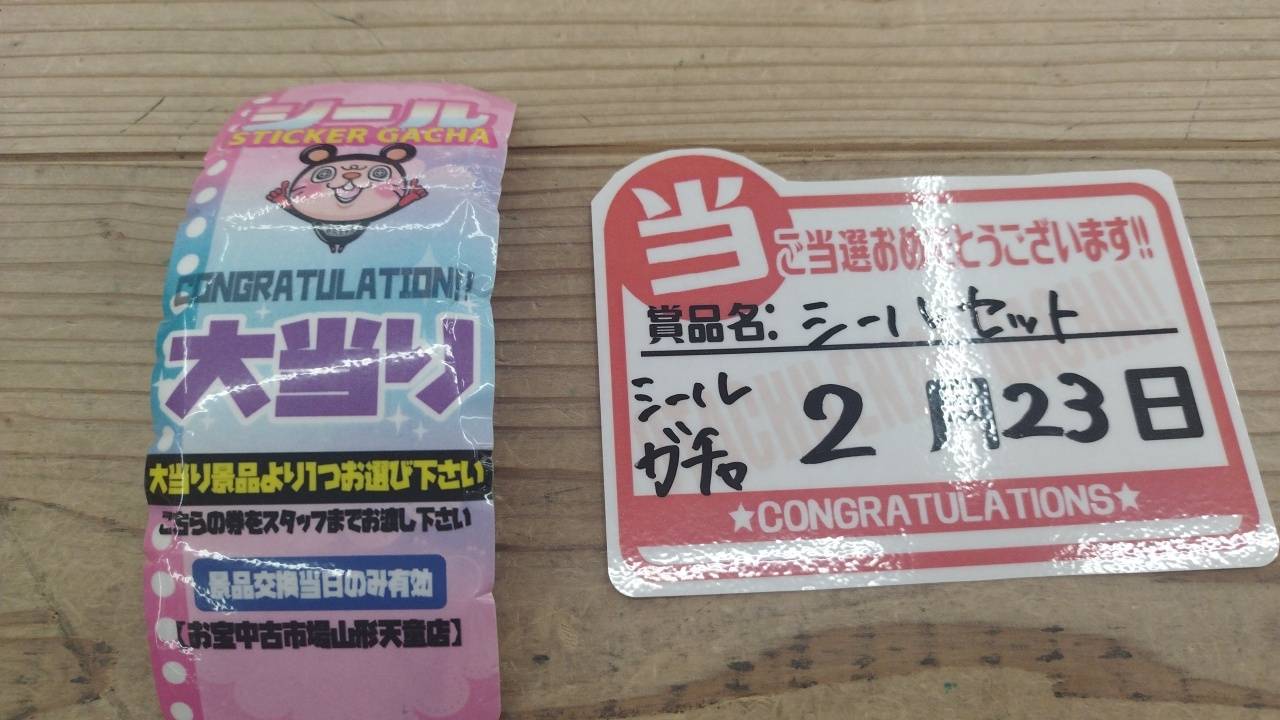 シール
STICKER GACHA
CONGRATULATION!!
大当り
大当り景品より1つお選び下さい
こちらの券をスタッフまでお渡し下さい
景品交換当日のみ有効
【お宝中古市場山形天童店】
当
ご当選おめでとうございます!!
賞品名: シールセット
シール
ガチャ
2月23日
★CONGRATULATIONS★